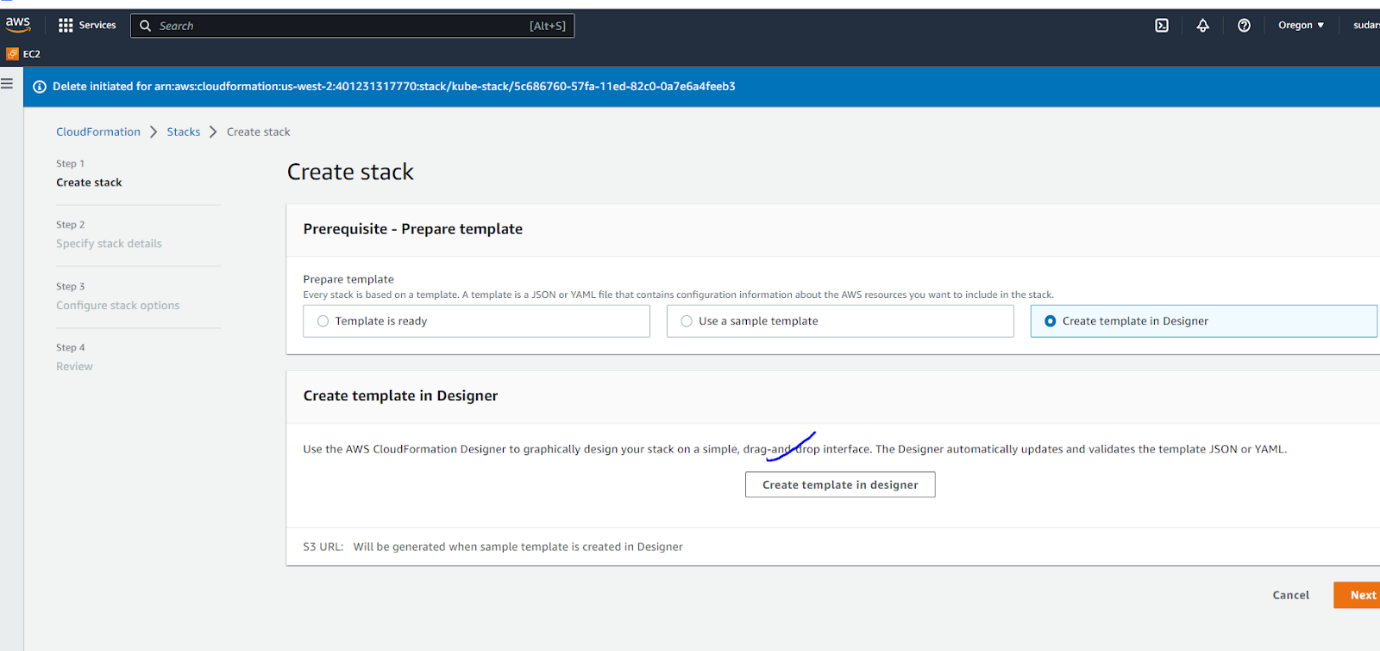 aws Services Search [Alt+S] Oregon ▼
EC2
Delete initiated for arn:aws:cloudformation:us-west-2:401231317770:stack/kube-stack/5c686760-57fa-11ed-82c0-0a7e6a4feeb3
CloudFormation > Stacks > Create stack
Step 1
Create stack
Step 2
Specify stack details
Step 3
Configure stack options
Step 4
Review
Create stack
Prerequisite - Prepare template
Prepare template
Every stack is based on a template. A template is a JSON or YAML file that contains configuration information about the AWS resources you want to include in the stack.
Template is ready
Use a sample template
Create template in Designer
Create template in Designer
Use the AWS CloudFormation Designer to graphically design your stack on a simple, drag-and-drop interface. The Designer automatically updates and validates the template JSON or YAML.
Create template in designer
S3 URL: Will be generated when sample template is created in Designer
Cancel Next